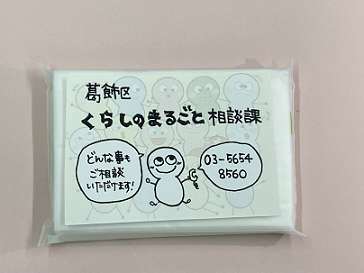 葛飾区
くらしのまるごと相談課
どんな事も
ご相談
いただけます!
03-5654
8560